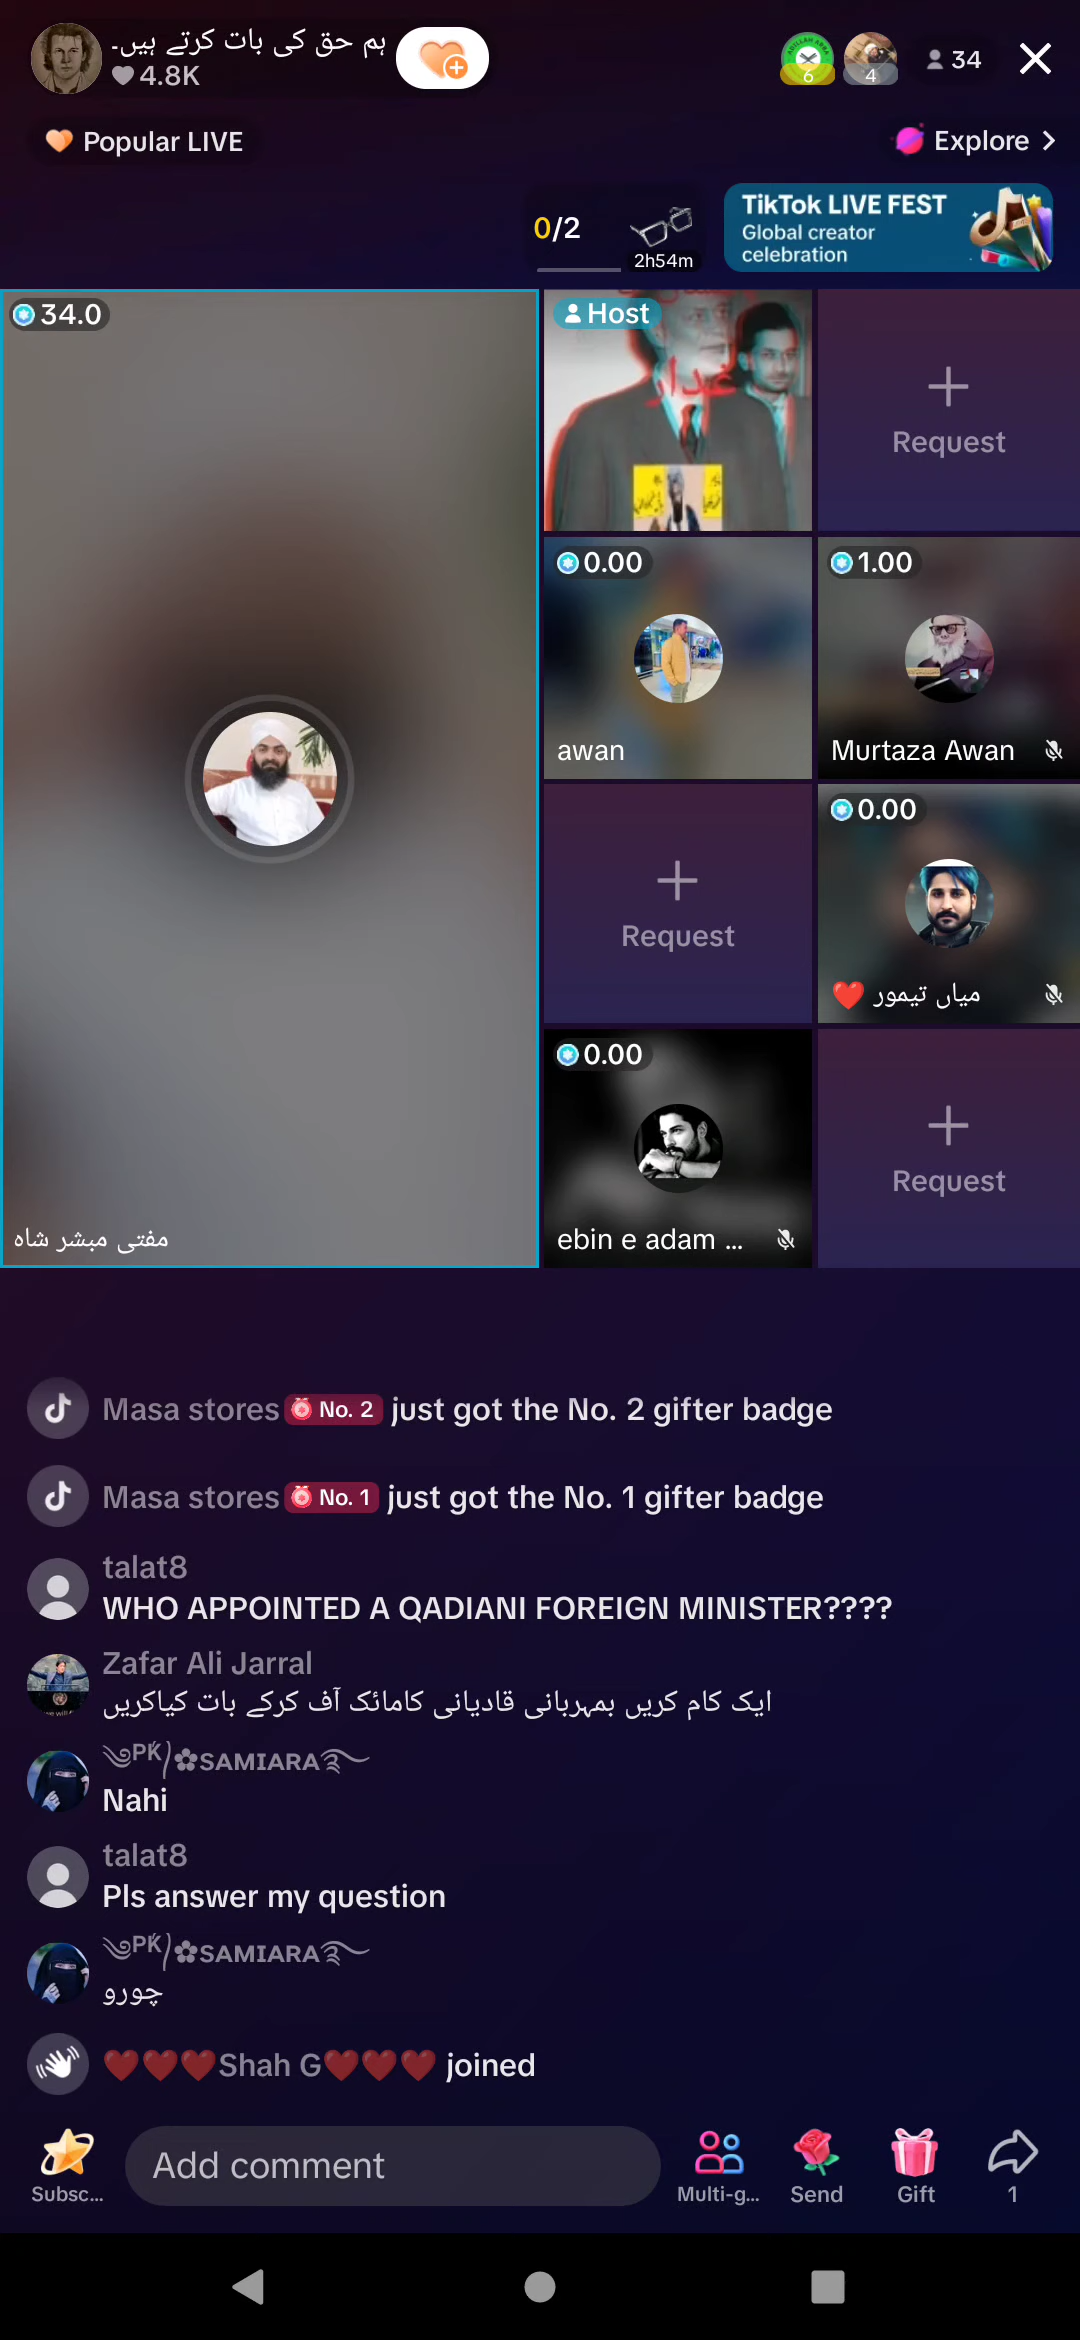 ہم حق کی بات کرتے ہیں۔
4.8K
6
4
34
Popular LIVE
Explore
0/2
2h54m
TikTok LIVE FEST
Global creator
celebration
34.0
Host
غدار
Request
0.00
awan
1.00
Murtaza Awan
Request
0.00
میاں تیمور ❤️
0.00
ebin e adam ...
Request
مفتی مبشر شاہ
Masa stores No. 2 just got the No. 2 gifter badge
Masa stores No. 1 just got the No. 1 gifter badge
talat8
WHO APPOINTED A QADIANI FOREIGN MINISTER????
Zafar Ali Jarral
ایک کام کریں بمہربانی قادیانی کامائک آف کرکے بات کیاکریں
༄ᴾᴷ᭄✿SAMIARA࿐
Nahi
talat8
Pls answer my question
༄ᴾᴷ᭄✿SAMIARA࿐
چورو
❤️❤️❤️Shah G❤️❤️❤️ joined
Subsc...
Add comment
Multi-g...
Send
Gift
1